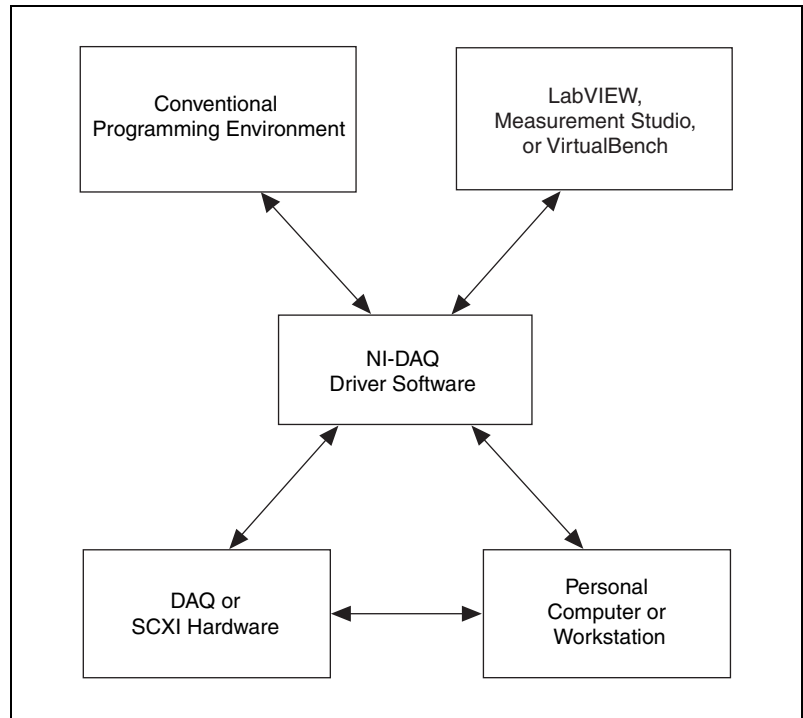 Conventional
Programming Environment
LabVIEW,
Measurement Studio,
or VirtualBench
NI-DAQ
Driver Software
DAQ or
SCXI Hardware
Personal
Computer or
Workstation